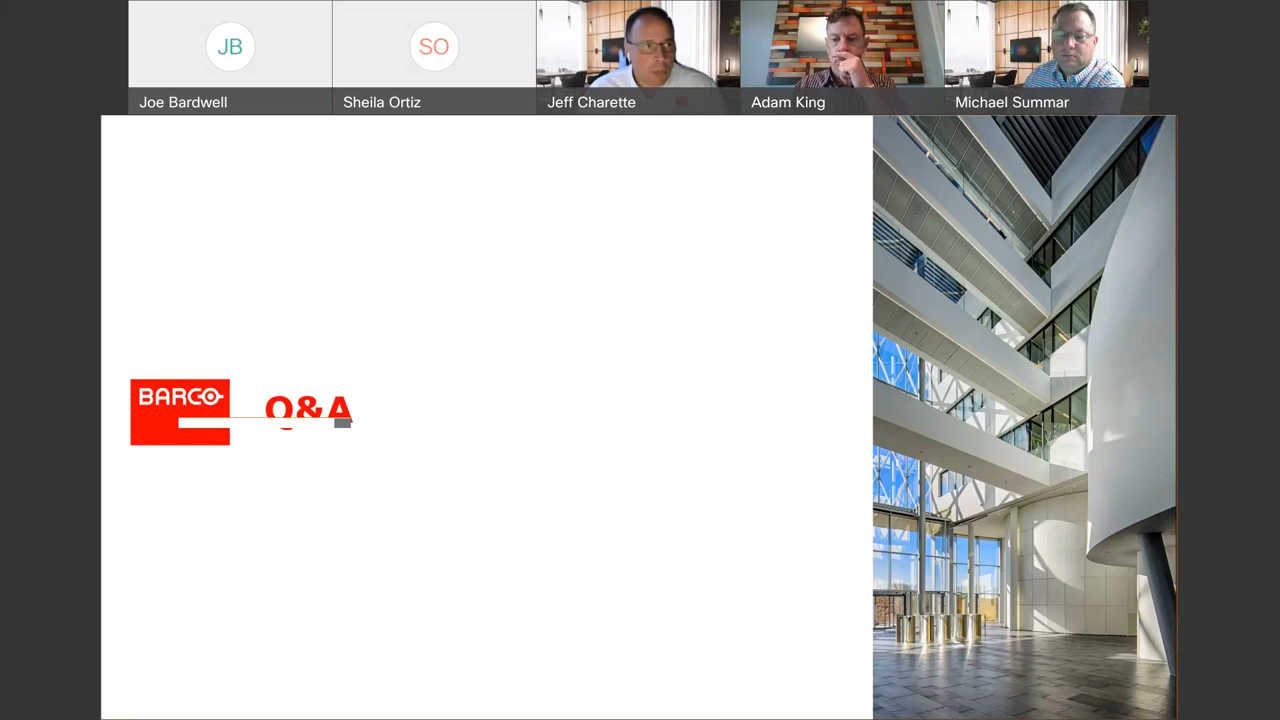 JB
SO
Joe Bardwell
Sheila Ortiz
Jeff Charette
Adam King
Michael Summar
BARCO
Q&A